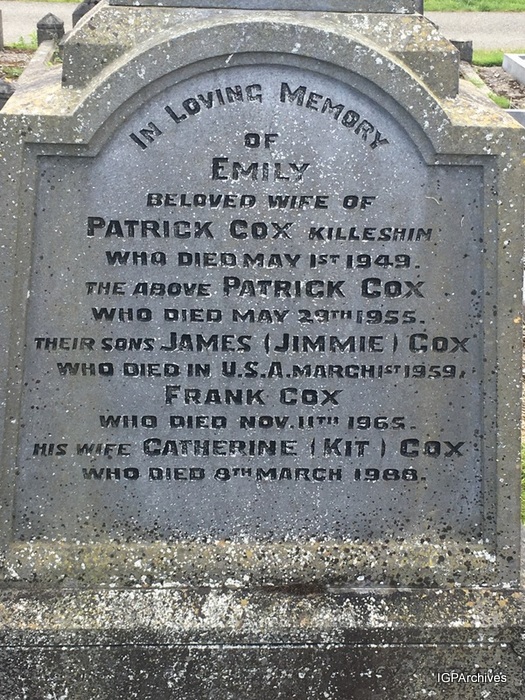 IN LOVING MEMORY
OF
EMILY
BELOVED WIFE OF
PATRICK COX KILLESHIN
WHO DIED MAY 1ST 1949.
THE ABOVE PATRICK COX
WHO DIED MAY 29TH 1955.
THEIR SONS JAMES (JIMMIE) COX
WHO DIED IN U.S.A. MARCH 1ST 1959,
FRANK COX
WHO DIED NOV. 11TH 1965.
HIS WIFE CATHERINE (KIT) COX
WHO DIED MARCH 1988.
IGPArchives